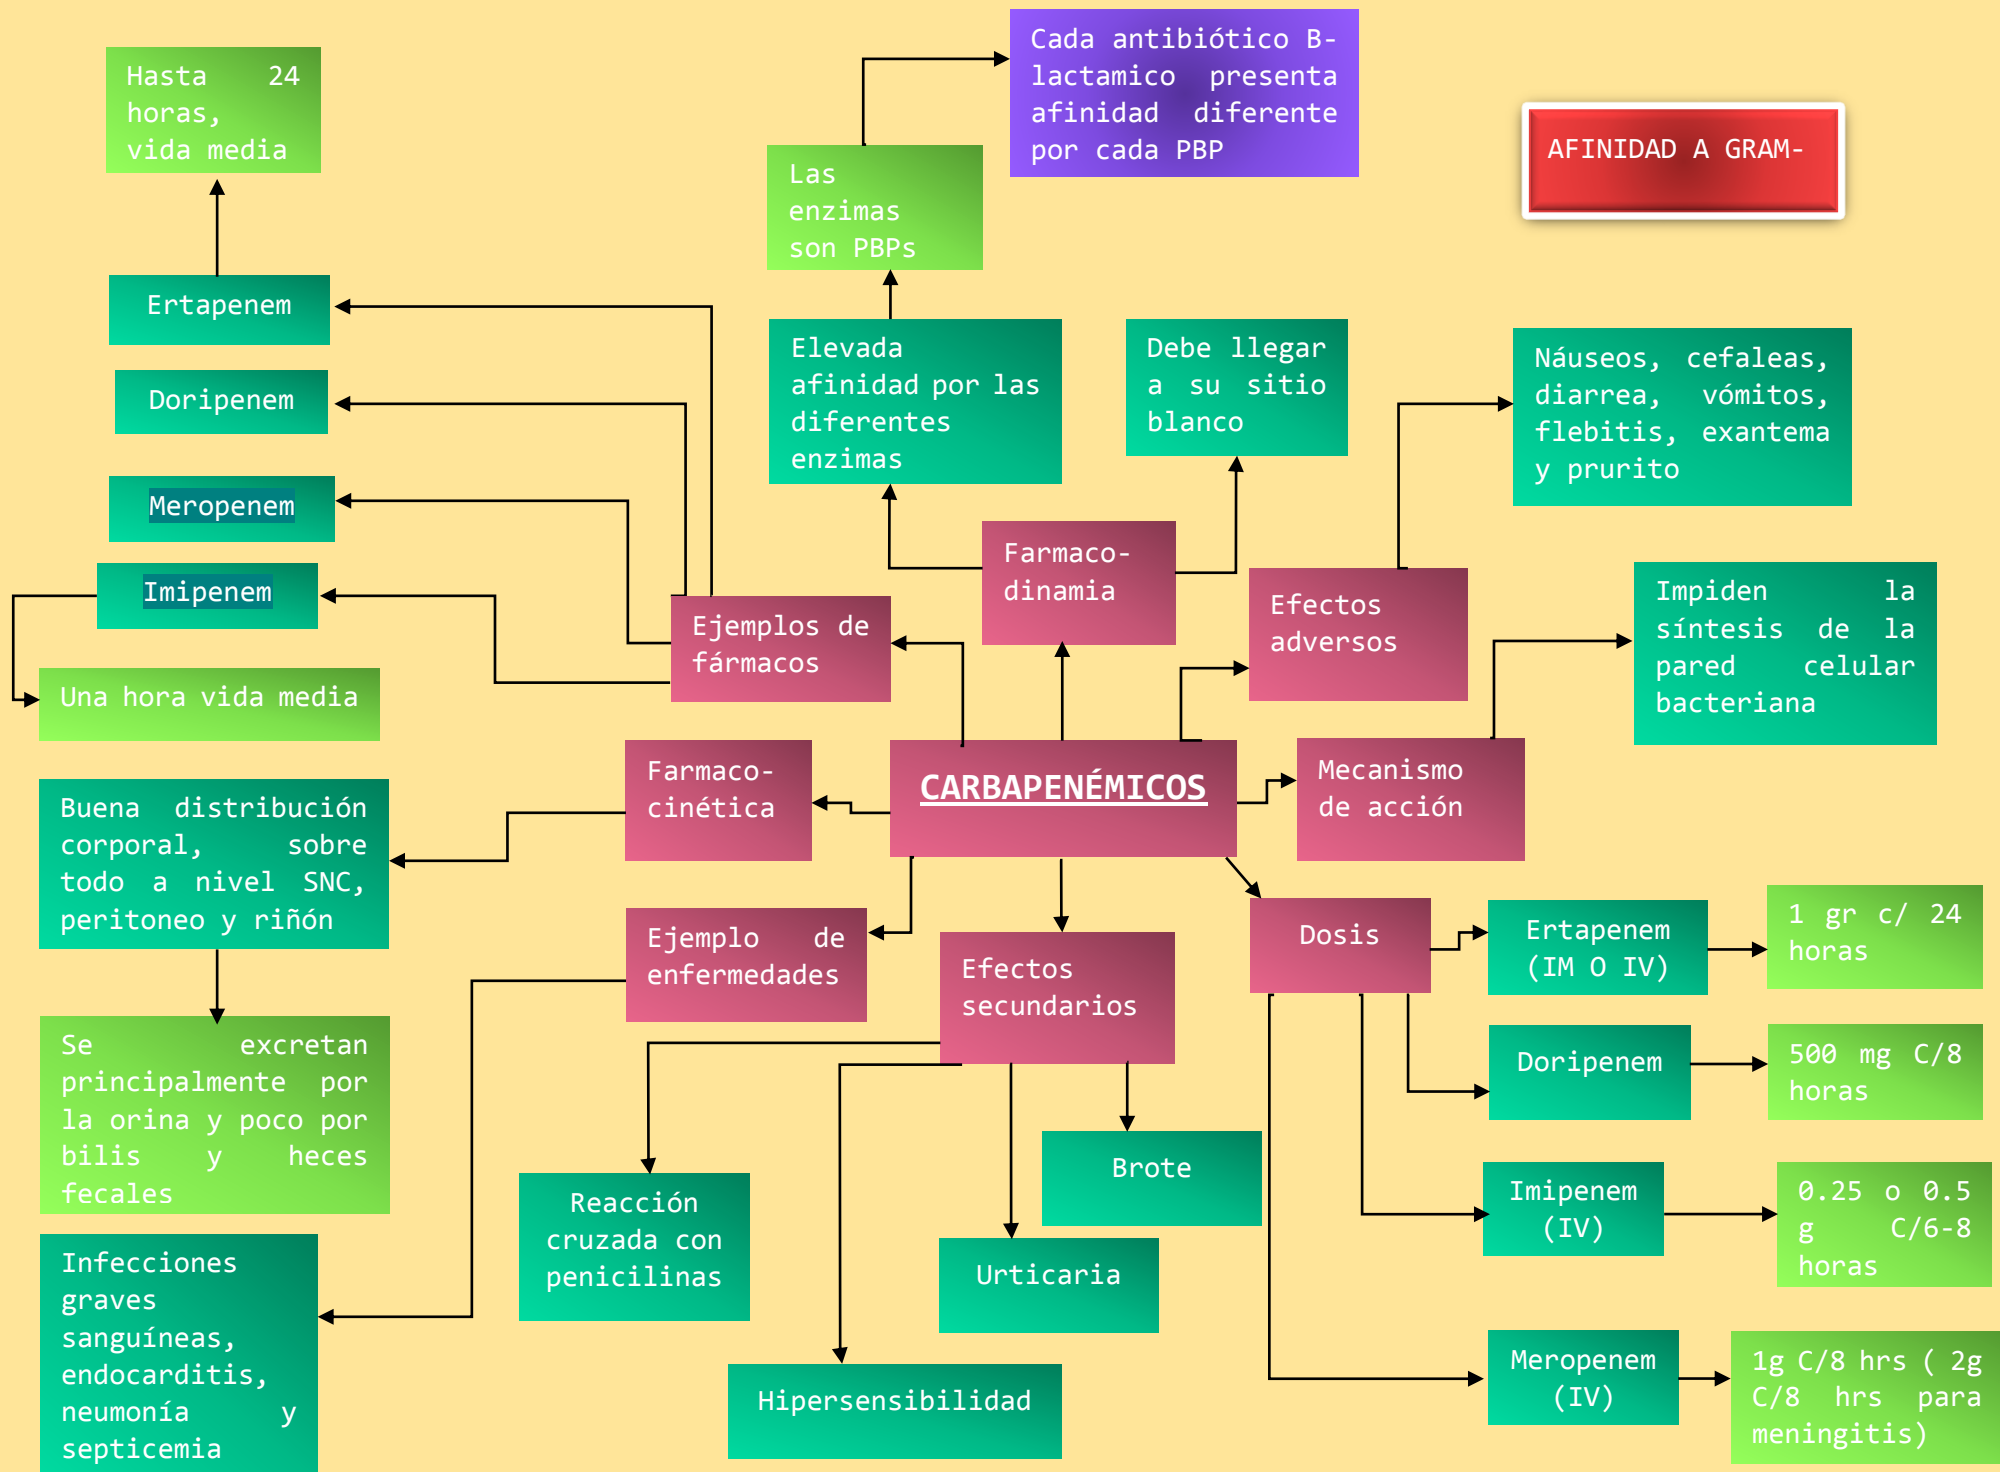 Cada antibiótico B-
lactamico presenta
afinidad diferente
por cada PBP
Hasta 24
horas,
vida media
AFINIDAD A GRAM-
Las
enzimas
son PBPs
Ertapenem
Elevada
afinidad por las
diferentes
enzimas
Debe llegar
a su sitio
blanco
Náuseos, cefaleas,
diarrea, vómitos,
flebitis, exantema
y prurito
Doripenem
Meropenem
Imipenem
Una hora vida media
Farmaco-
dinamia
Ejemplos de
fármacos
Efectos
adversos
Impiden la
síntesis de la
pared celular
bacteriana
Farmaco-
cinética
CARBAPENÉMICOS
Mecanismo
de acción
Buena distribución
corporal, sobre
todo a nivel SNC,
peritoneo y riñón
Ejemplo de
enfermedades
Efectos
secundarios
Dosis
Ertapenem
(IM O IV)
1 gr c/ 24
horas
Se excretan
principalmente por
la orina y poco por
bilis y heces
fecales
Doripenem
500 mg C/8
horas
Reacción
cruzada con
penicilinas
Brote
Imipenem
(IV)
0.25 o 0.5
g C/6-8
horas
Infecciones
graves
sanguíneas,
endocarditis,
neumonía y
septicemia
Urticaria
Hipersensibilidad
Meropenem
(IV)
1g C/8 hrs ( 2g
C/8 hrs para
meningitis)